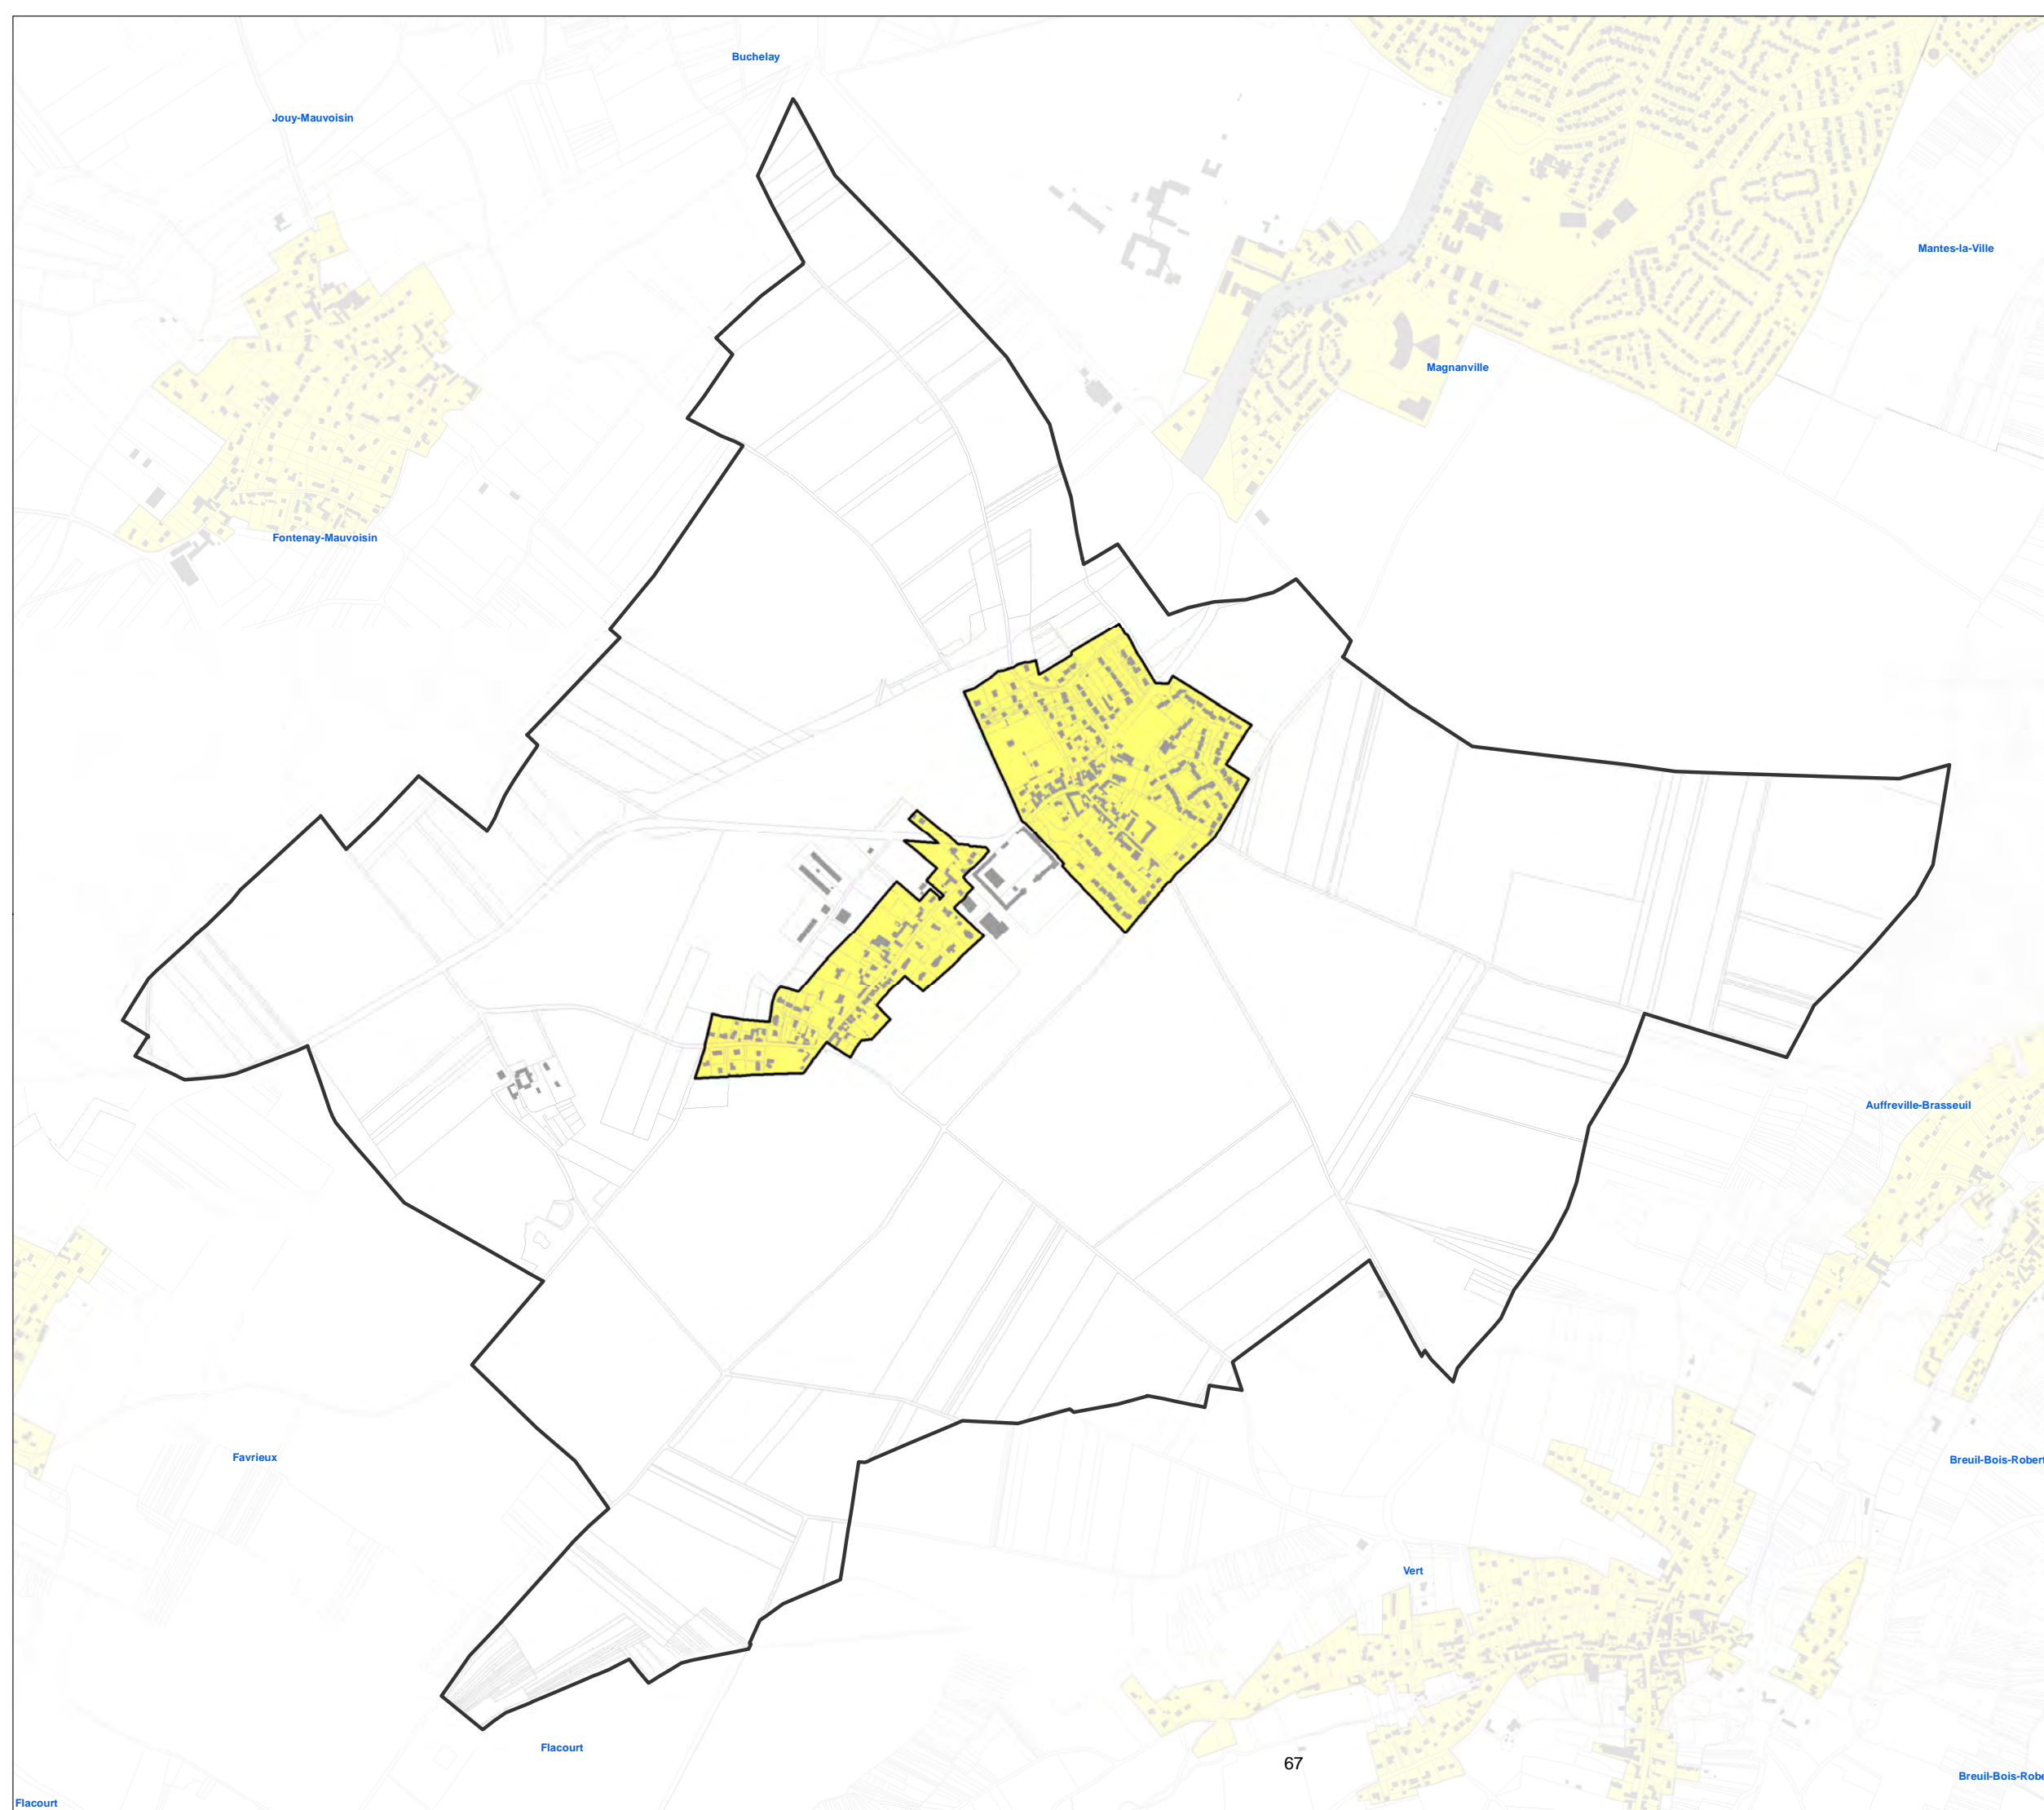 Buchelay
Jouy-Mauvoisin
Mantes-la-Ville
Magnanville
Fontenay-Mauvoisin
Auffreville-Brasseuil
Favrieux
Breuil-Bois-Robert
Vert
Flacourt
67
Breuil-Bois-Robe
Flacourt